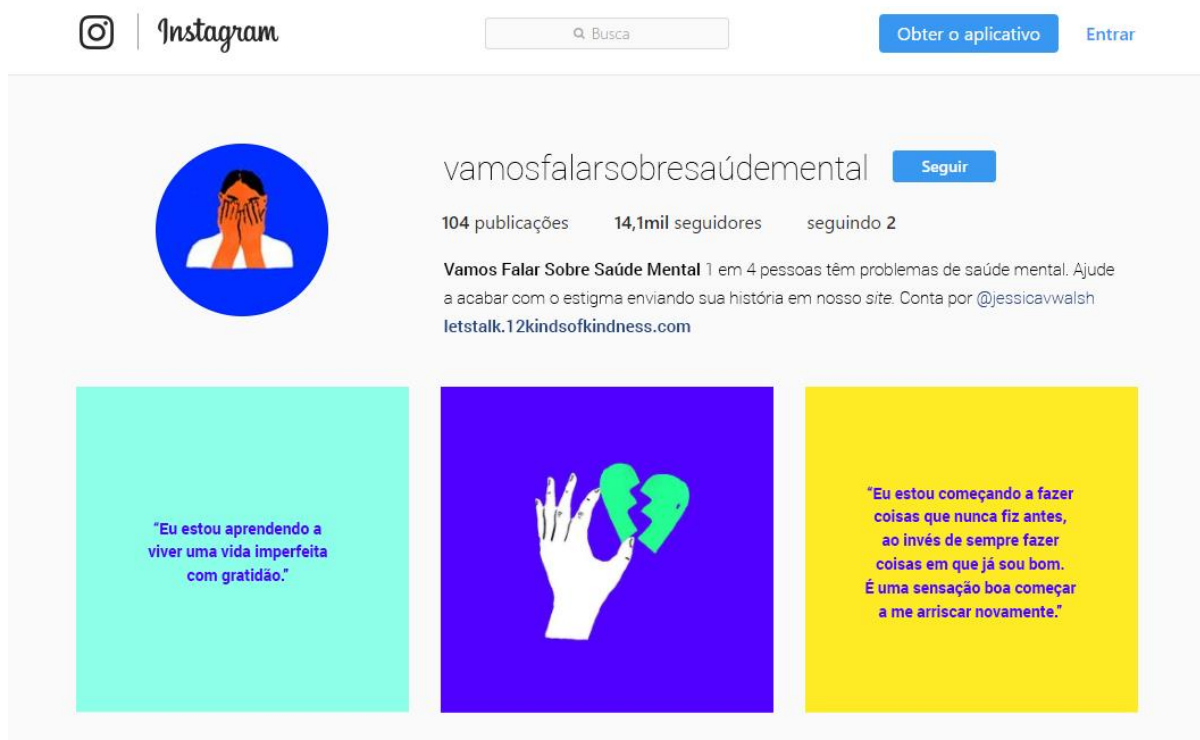 Instagram
Busca
Obter o aplicativo
Entrar
vamosfalarsobresaúdemental
Seguir
104 publicações 14,1mil seguidores seguindo 2
Vamos Falar Sobre Saúde Mental 1 em 4 pessoas têm problemas de saúde mental. Ajude
a acabar com o estigma enviando sua história em nosso site. Conta por @jessicavwalsh
letstalk.12kindsofkindness.com
“Eu estou aprendendo a
viver uma vida imperfeita
com gratidão.”
“Eu estou começando a fazer
coisas que nunca fiz antes,
ao invés de sempre fazer
coisas em que já sou bom.
É uma sensação boa começar
a me arriscar novamente.”